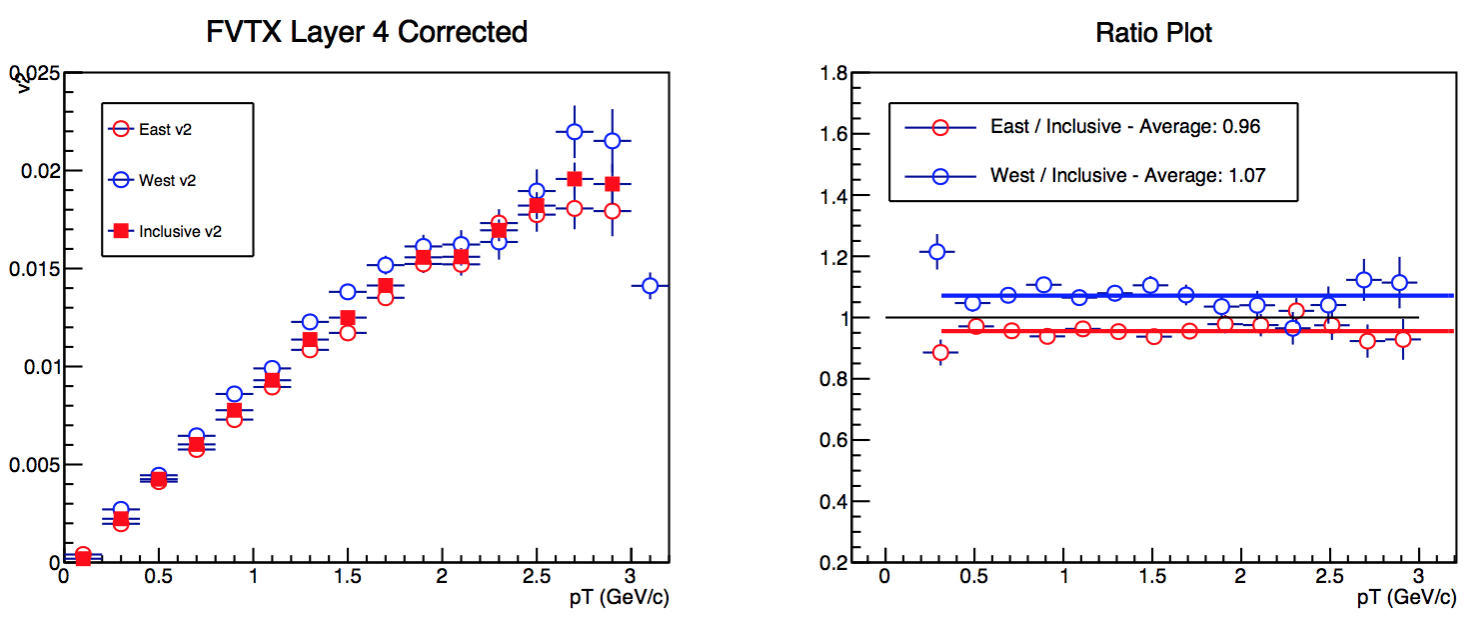 FVTX Layer 4 Corrected
v2
0.025
0.02
0.015
0.01
0.005
0
East v2
West v2
Inclusive v2
0 0.5 1 1.5 2 2.5 3
pT (GeV/c)
Ratio Plot
1.8
1.6
1.4
1.2
1
0.8
0.6
0.4
0.2
East / Inclusive - Average: 0.96
West / Inclusive - Average: 1.07
0 0.5 1 1.5 2 2.5 3
pT (GeV/c)